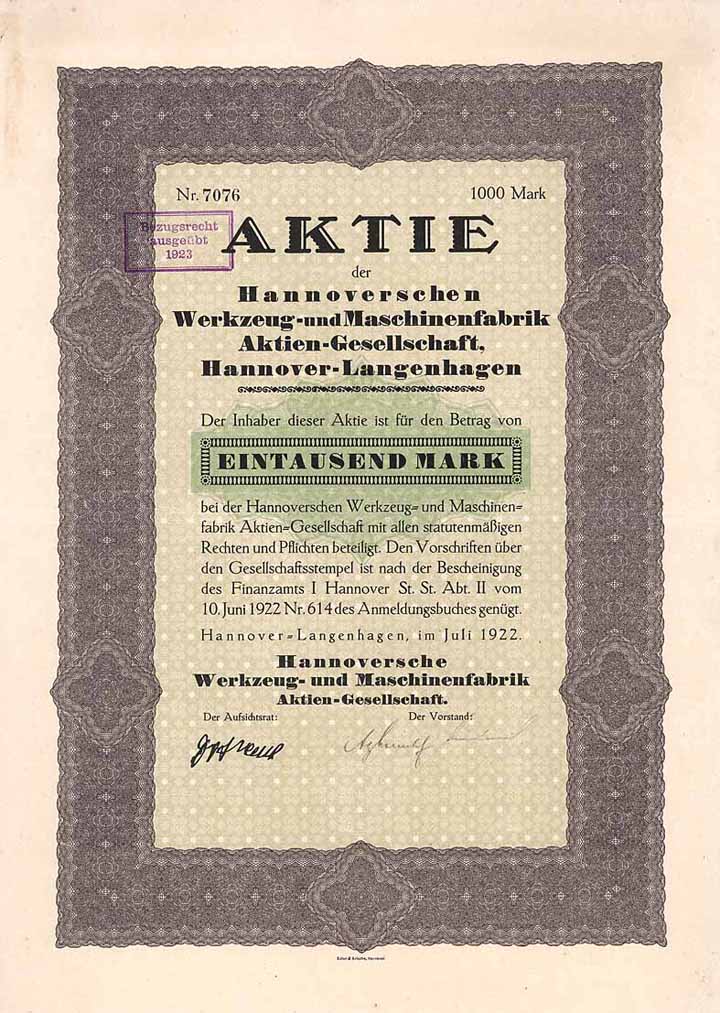 Nr. 7076
1000 Mark
Bezugsrecht
ausgeübt
1923
AKTIE
der
Hannoverschen
Werkzeug- und Maschinenfabrik
Aktien-Gesellschaft,
Hannover-Langenhagen
Der Inhaber dieser Aktie ist für den Betrag von
EINTAUSEND MARK
bei der Hannoverschen Werkzeug- und Maschinen-
fabrik Aktien-Gesellschaft mit allen statutenmäßigen
Rechten und Pflichten beteiligt. Den Vorschriften über
den Gesellschaftsstempel ist nach der Bescheinigung
des Finanzamts I Hannover St. St. Abt. II vom
10. Juni 1922 Nr. 614 des Anmeldungsbuches genügt.
Hannover-Langenhagen, im Juli 1922.
Hannoversche
Werkzeug- und Maschinenfabrik
Aktien-Gesellschaft.
Der Aufsichtsrat:
Der Vorstand: